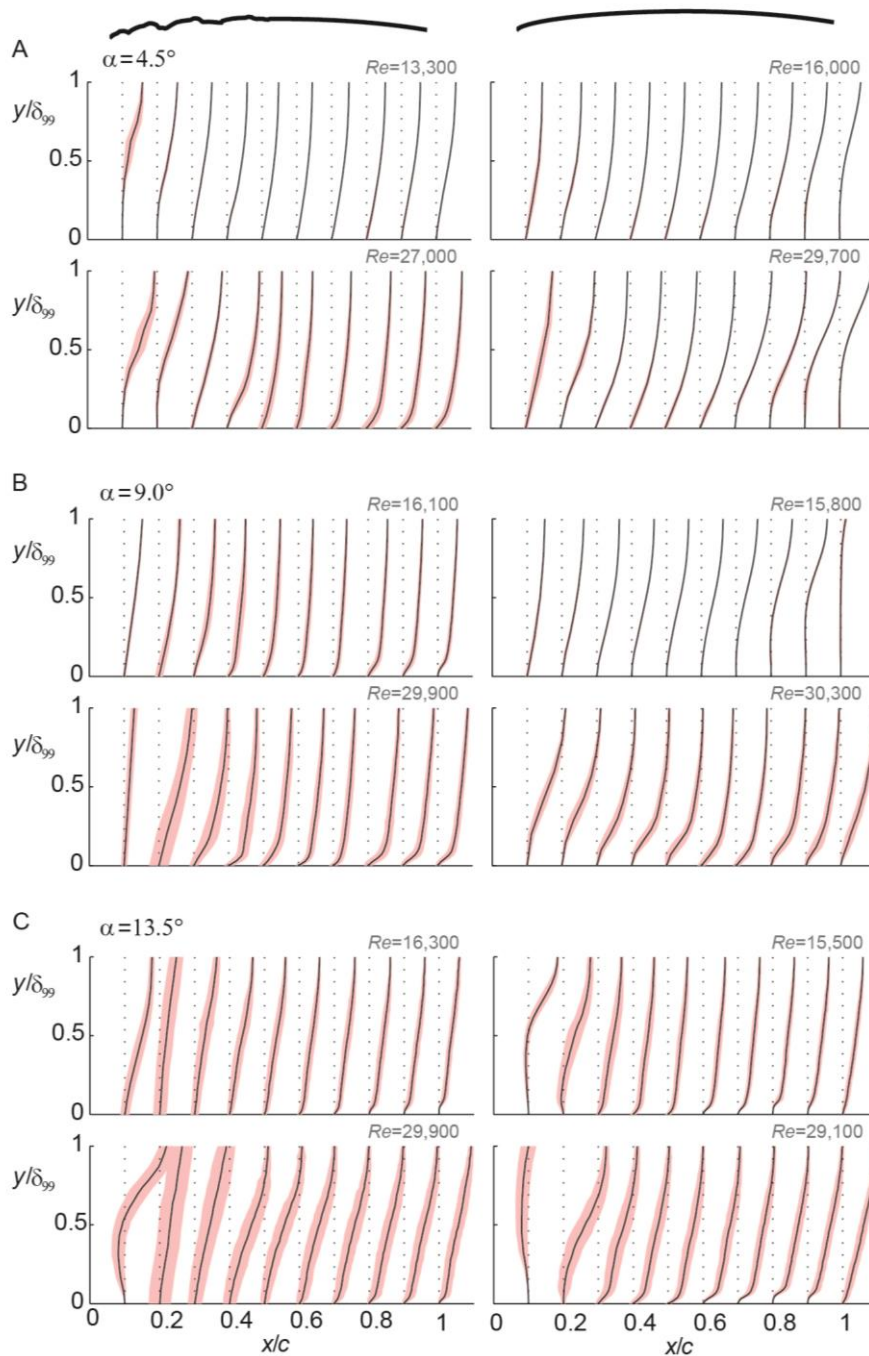 A
α=4.5°
Re=13,300
Re=16,000
y/δ99
1
0.5
0
Re=27,000
Re=29,700
y/δ99
1
0.5
0
B
α=9.0°
Re=16,100
Re=15,800
y/δ99
1
0.5
0
Re=29,900
Re=30,300
y/δ99
1
0.5
0
C
α=13.5°
Re=16,300
Re=15,500
y/δ99
1
0.5
0
Re=29,900
Re=29,100
y/δ99
1
0.5
0
0 0.2 0.4 0.6 0.8 1 0 0.2 0.4 0.6 0.8 1
x/c x/c